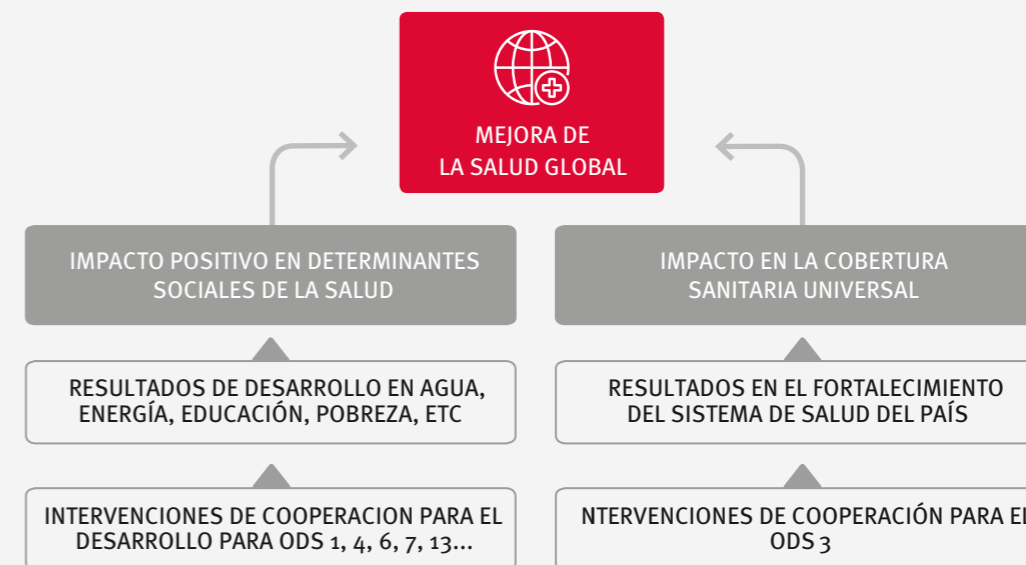 MEJORA DE
LA SALUD GLOBAL
IMPACTO POSITIVO EN DETERMINANTES
SOCIALES DE LA SALUD
IMPACTO EN LA COBERTURA
SANITARIA UNIVERSAL
RESULTADOS DE DESARROLLO EN AGUA,
ENERGÍA, EDUCACIÓN, POBREZA, ETC
RESULTADOS EN EL FORTALECIMIENTO
DEL SISTEMA DE SALUD DEL PAÍS
INTERVENCIONES DE COOPERACION PARA EL
DESARROLLO PARA ODS 1, 4, 6, 7, 13...
NTERVENCIONES DE COOPERACIÓN PARA EL
ODS 3